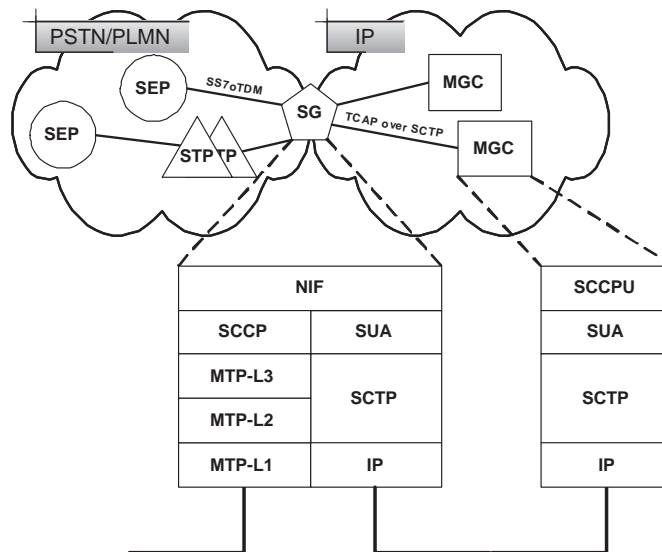 PSTN/PLMN
IP
SEP
SS7oTDM
SG
MGC
SEP
STP
TP
TCAP over SCTP
MGC
NIF
SCCPU
SCCP
SUA
SUA
MTP-L3
SCTP
SCTP
MTP-L2
MTP-L1
IP
IP